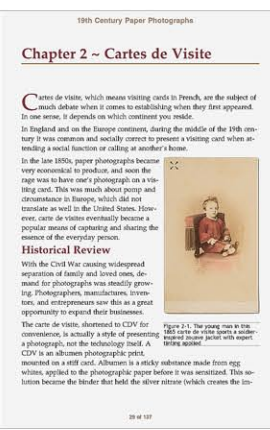 19th Century Paper Photographs
Chapter 2 ~ Cartes de Visite
Cartes de visite, which means visiting cards in French, are the subject of
much debate when it comes to establishing when they first appeared.
In one sense, it depends on which continent you reside.
In England and on the Europe continent, during the middle of the 19th cen-
tury it was common and socially correct to present a visiting card when at-
tending a social function or calling at another's home.
In the late 1850s, paper photographs became
very economical to produce, and soon the
rage was to have one's photograph on a vis-
iting card. This was much about pomp and
circumstance in Europe, which did not
translate as well in the United States. How-
ever, carte de visites eventually became a
popular means of capturing and sharing the
essence of the everyday person.
Historical Review
With the Civil War causing widespread
separation of family and loved ones, de-
mand for photographs was steadily grow-
ing. Photographers, manufactures, inven-
tors, and entrepreneurs saw this as a great
opportunity to expand their businesses.
The carte de visite, shortened to CDV for
convenience, is actually a style of presenting
a photograph, not the technology itself. A
CDV is an albumen photographic print,
mounted on a stiff card. Albumen is a sticky substance made from egg
whites, applied to the photographic paper before it was sensitized. This so-
lution became the binder that held the silver nitrate (which creates the im-
Figure 2-1. The young man in this
1865 carte de visite sports a soldier-
inspired zouave jacket with expert
tinting applied
29 of 137